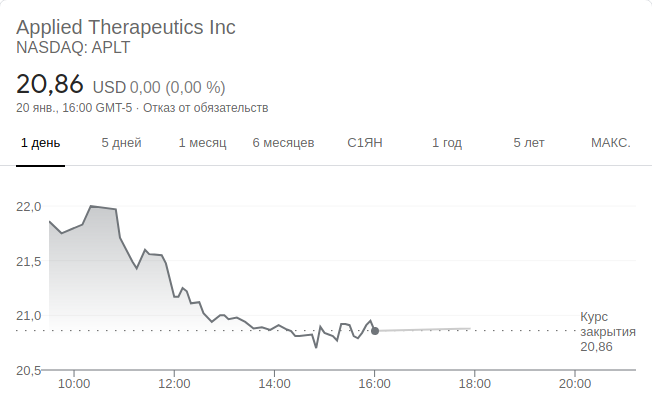 Applied Therapeutics Inc
NASDAQ: APLT
20,86 USD 0,00 (0,00 %)
20 янв., 16:00 GMT-5 · Отказ от обязательств
1 день 5 дней 1 месяц 6 месяцев С1ЯН 1 год 5 лет МАКС.
22,0
21,5
21,0
Курс
закрытия
20,86
20,5
10:00 12:00 14:00 16:00 18:00 20:00